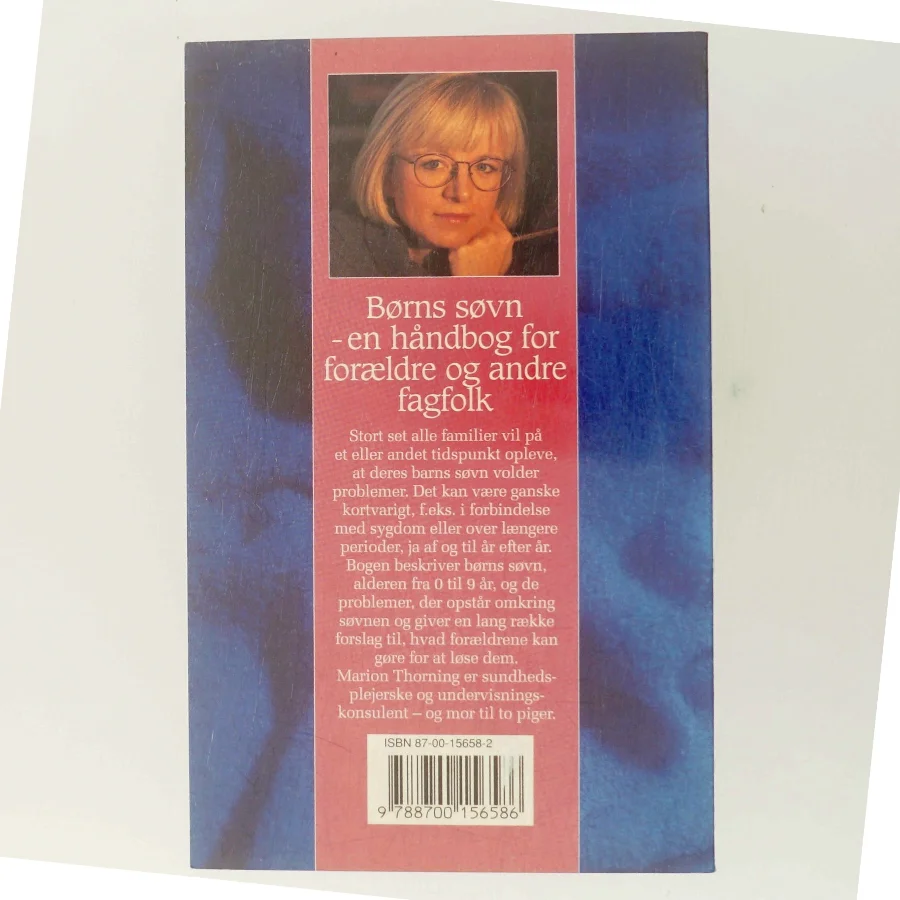 Børns søvn
- en håndbog for
forældre og andre
fagfolk
Stort set alle familier vil på
et eller andet tidspunkt opleve,
at deres barns søvn volder
problemer. Det kan være ganske
kortvarigt, f.eks. i forbindelse
med sygdom eller over længere
perioder, ja af og til år efter år.
Bogen beskriver børns søvn,
alderen fra 0 til 9 år, og de
problemer, der opstår omkring
søvnen og giver en lang række
forslag til, hvad forældrene kan
gøre for at løse dem.
Marion Thorning er sundheds-
plejerske og undervisnings-
konsulent – og mor til to piger.
ISBN 87-00-15658-2
9 788700 156586